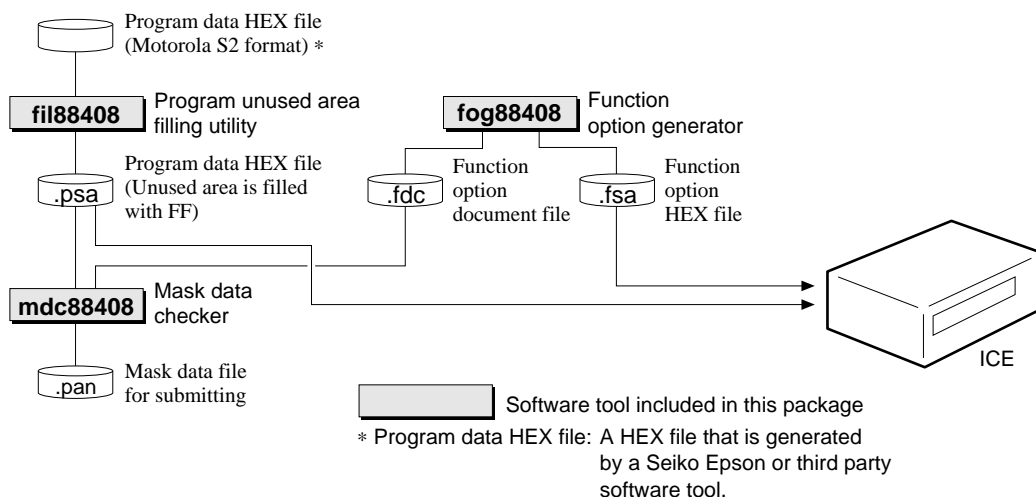 Program data HEX file
(Motorola S2 format) *
fil88408
Program unused area
filling utility
fog88408
Function
option generator
.psa
Program data HEX file
(Unused area is filled
with FF)
.fdc
Function
option
document file
.fsa
Function
option
HEX file
mdc88408
Mask data
checker
ICE
.pan
Mask data file
for submitting
Software tool included in this package
* Program data HEX file: A HEX file that is generated
by a Seiko Epson or third party
software tool.